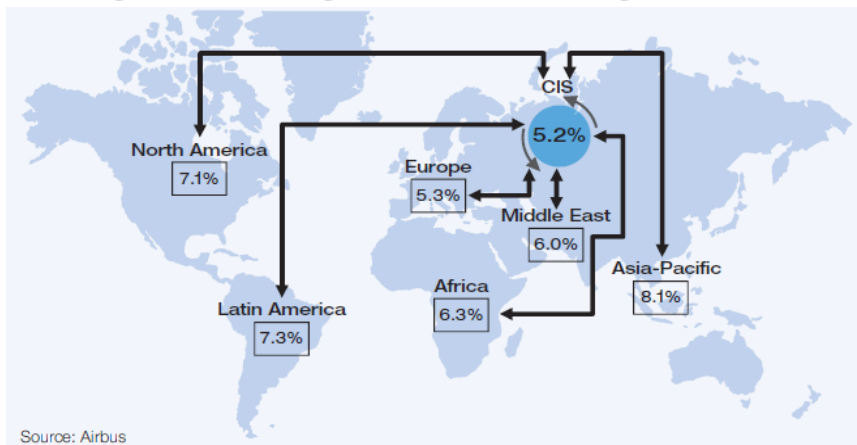 CIS
5.2%
North America
7.1%
Europe
5.3%
Middle East
6.0%
Asia-Pacific
8.1%
Africa
6.3%
Latin America
7.3%
Source: Airbus